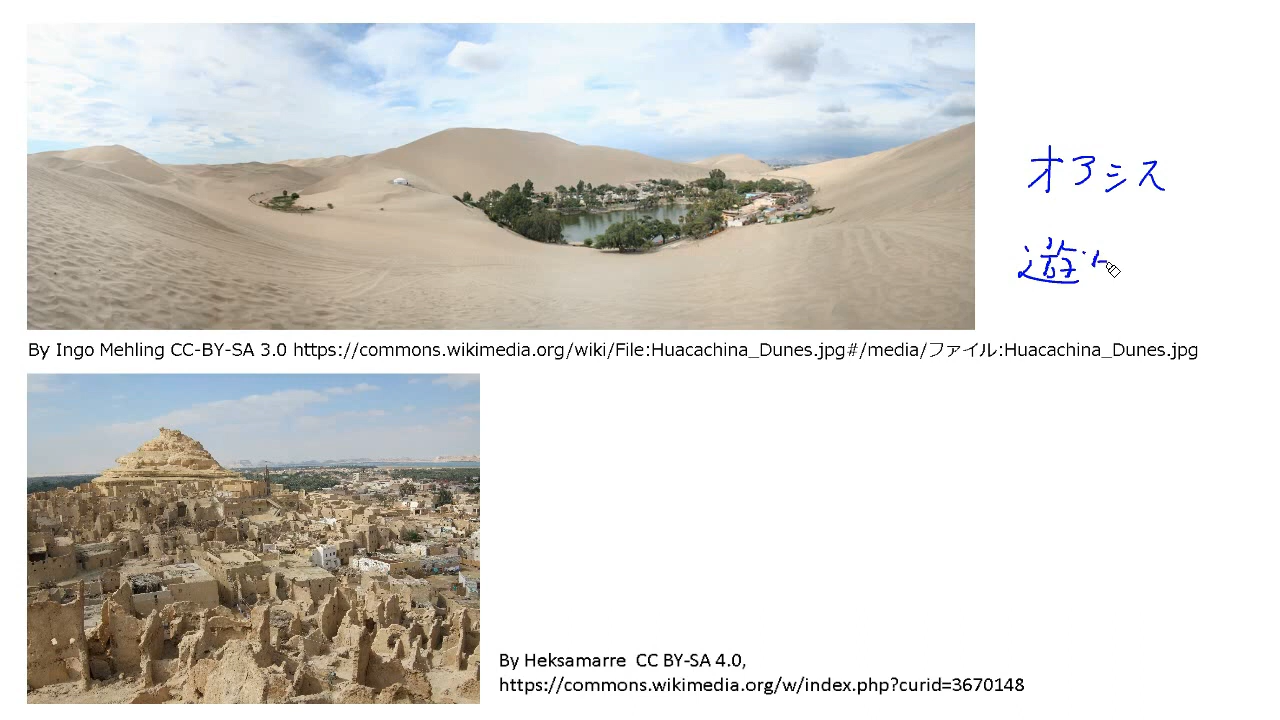 オアシス
遊
By Ingo Mehling CC-BY-SA 3.0 https://commons.wikimedia.org/wiki/File:Huacachina_Dunes.jpg#/media/ファイル:Huacachina_Dunes.jpg
By Heksamarre CC BY-SA 4.0,
https://commons.wikimedia.org/w/index.php?curid=3670148